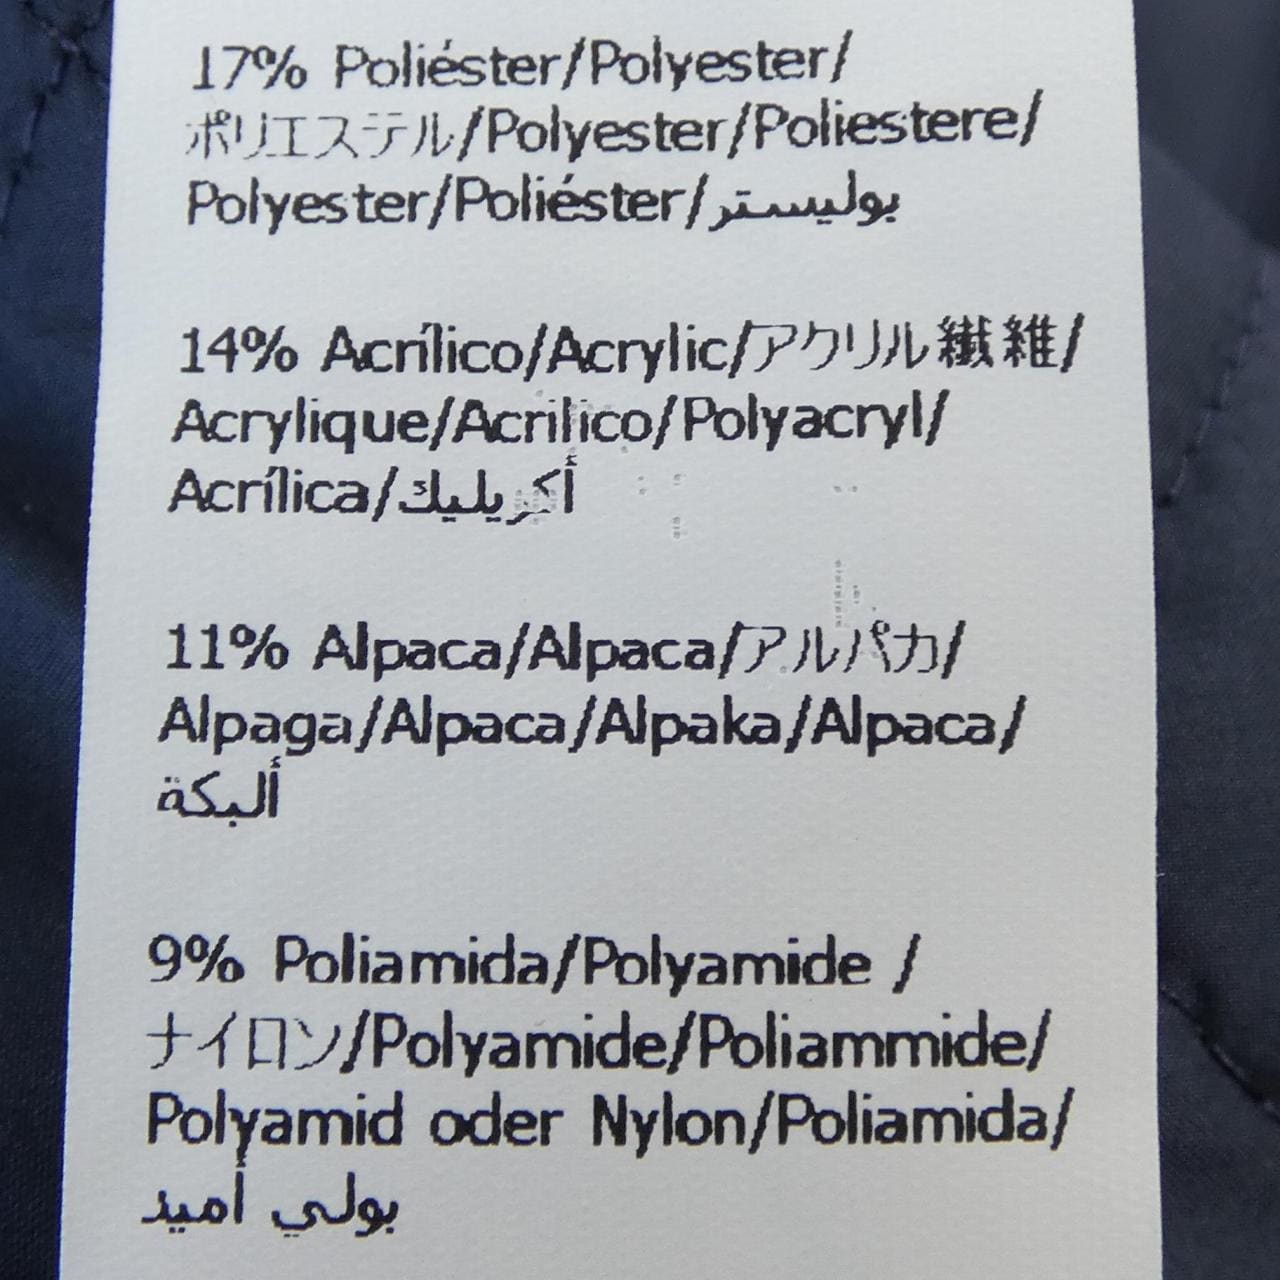 17% Poliéster/Polyester/
ポリエステル/Polyester/Poliestere/
Polyester/Poliéster/بوليستر
14% Acrílico/Acrylic/アクリル繊維/
Acrylique/Acrilico/Polyacryl/
Acrílica/أكريليك
11% Alpaca/Alpaca/アルパカ/
Alpaga/Alpaca/Alpaka/Alpaca/
ألبكة
9% Poliamida/Polyamide /
ナイロン/Polyamide/Poliammide/
Polyamid oder Nylon/Poliamida/
بولي أميد